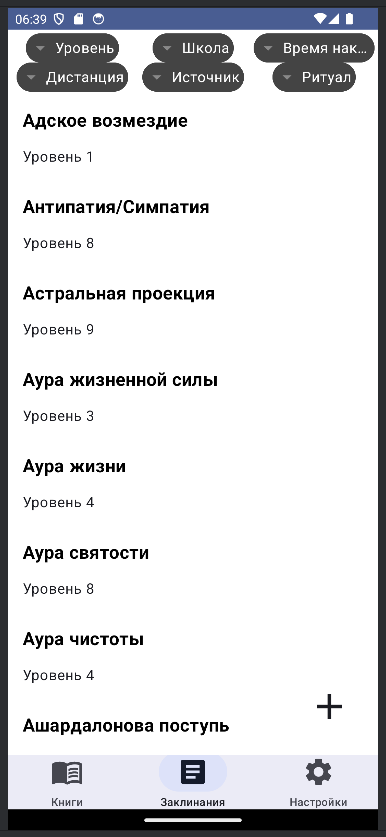 06:39
Уровень Школа Время нак...
Дистанция Источник Ритуал
Адское возмездие
Уровень 1
Антипатия/Симпатия
Уровень 8
Астральная проекция
Уровень 9
Аура жизненной силы
Уровень 3
Аура жизни
Уровень 4
Аура святости
Уровень 8
Аура чистоты
Уровень 4
Ашардалонова поступь
Книги Заклинания Настройки